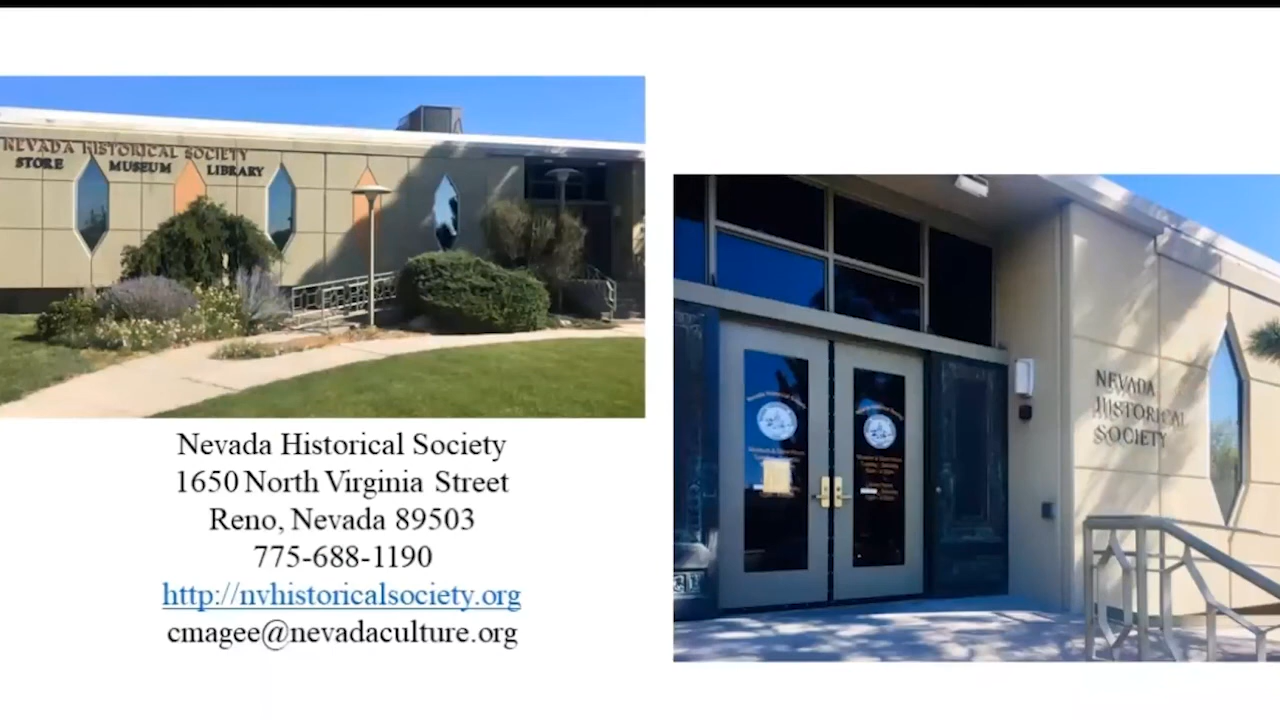 NEVADA HISTORICAL SOCIETY
STORE MUSEUM LIBRARY
Nevada Historical Society
1650 North Virginia Street
Reno, Nevada 89503
775-688-1190
http://nvhistoricalsociety.org
cmagee@nevadaculture.org
NEVADA
HISTORICAL
SOCIETY